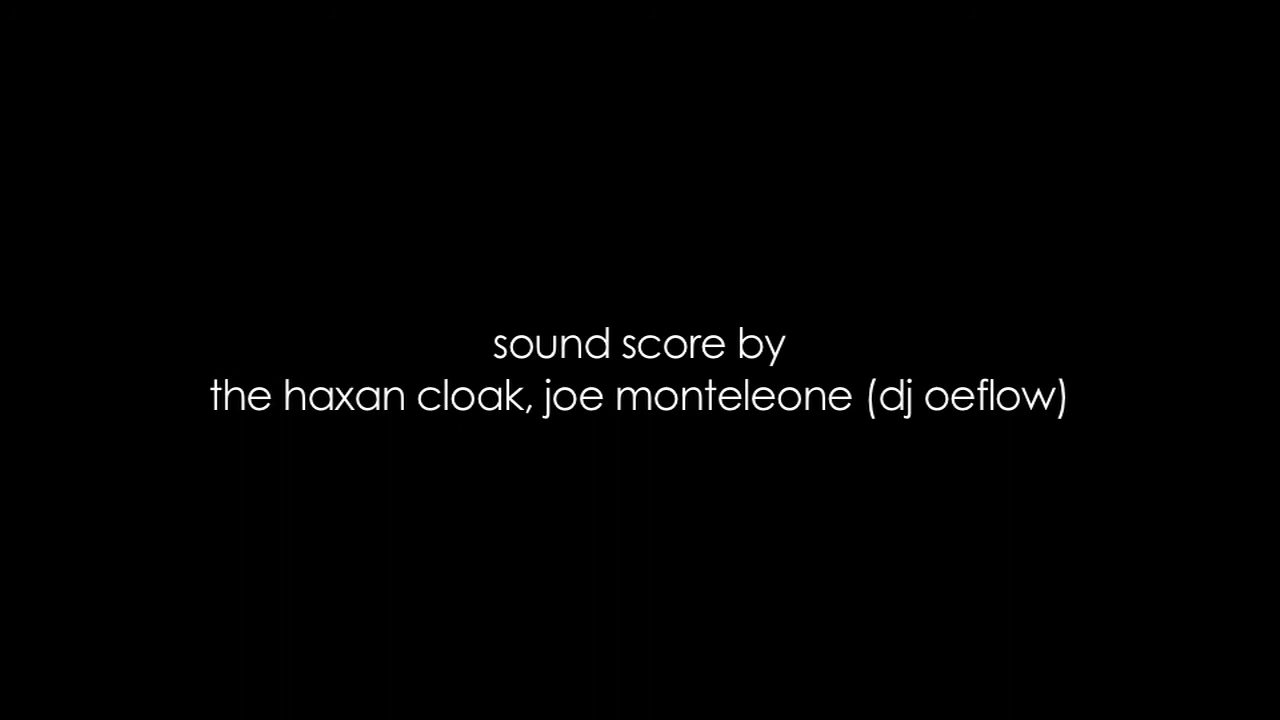 sound score by
the haxan cloak, joe monteleone (dj oeflow)